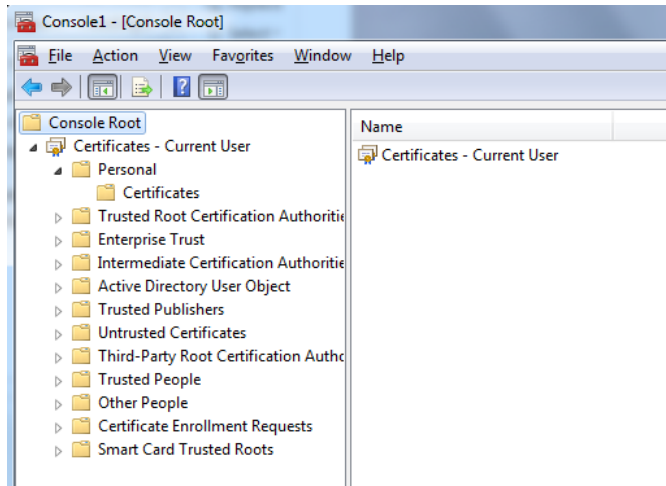 Console1 - [Console Root]
File Action View Favorites Window Help
Console Root
Name
Certificates - Current User
Certificates - Current User
Personal
Certificates
Trusted Root Certification Authoritie
Enterprise Trust
Intermediate Certification Authoritie
Active Directory User Object
Trusted Publishers
Untrusted Certificates
Third-Party Root Certification Autho
Trusted People
Other People
Certificate Enrollment Requests
Smart Card Trusted Roots